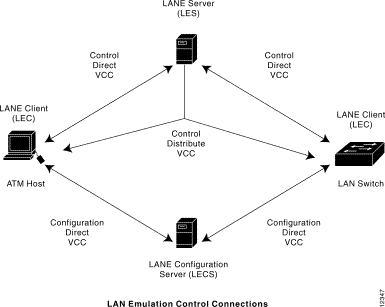 LANE Server
(LES)
Control
Direct
VCC
Control
Direct
VCC
LANE Client
(LEC)
LANE Client
(LEC)
Control
Distribute
VCC
ATM Host
LAN Switch
Configuration
Direct
VCC
Configuration
Direct
VCC
LANE Configuration
Server (LECS)
LAN Emulation Control Connections
12347